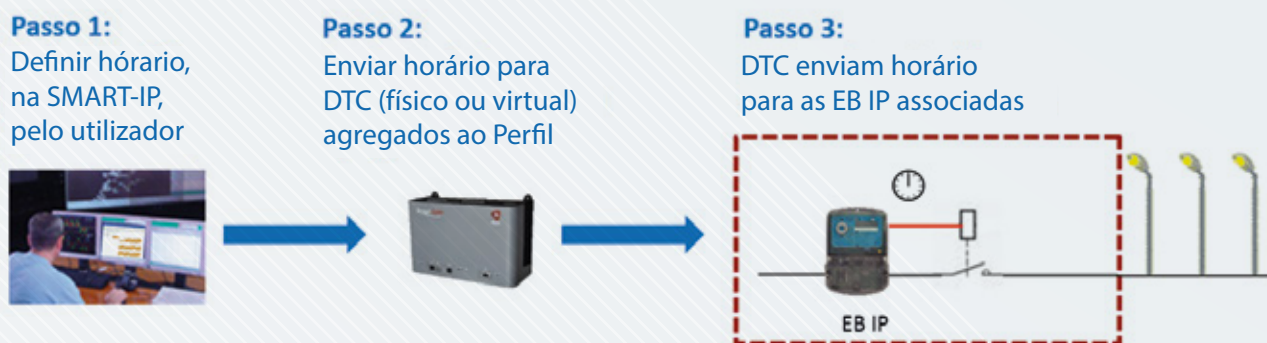 Passo 1:
Definir hórario,
na SMART-IP,
pelo utilizador
Passo 2:
Enviar horário para
DTC (físico ou virtual)
agregados ao Perfil
Passo 3:
DTC enviam horário
para as EB IP associadas
EB IP